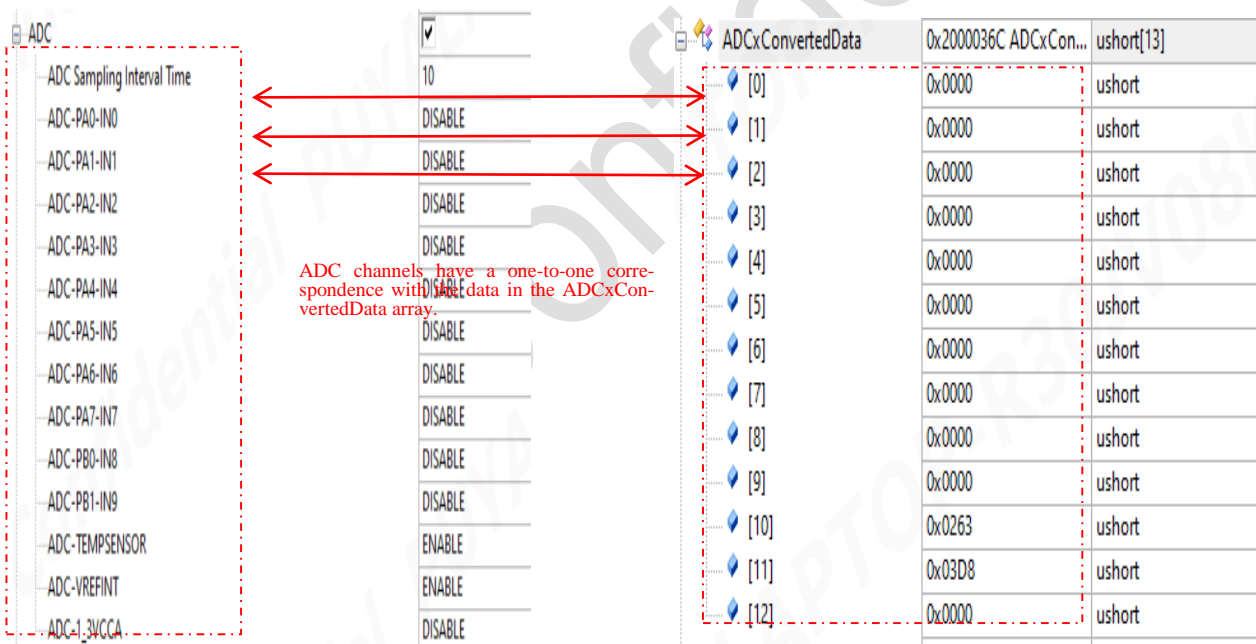 ADC
ADC Sampling Interval Time 10
ADC-PA0-IN0 DISABLE
ADC-PA1-IN1 DISABLE
ADC-PA2-IN2 DISABLE
ADC-PA3-IN3 DISABLE
ADC-PA4-IN4 DISABLE
ADC-PA5-IN5 DISABLE
ADC-PA6-IN6 DISABLE
ADC-PA7-IN7 DISABLE
ADC-PB0-IN8 DISABLE
ADC-PB1-IN9 DISABLE
ADC-TEMPSENSOR ENABLE
ADC-VREFINT ENABLE
ADC-1_3VCCA DISABLE
ADC channels have a one-to-one corre-
spondence with the data in the ADCxCon-
vertedData array.
ADCxConvertedData 0x2000036C ADCxCon... ushort[13]
[0] 0x0000 ushort
[1] 0x0000 ushort
[2] 0x0000 ushort
[3] 0x0000 ushort
[4] 0x0000 ushort
[5] 0x0000 ushort
[6] 0x0000 ushort
[7] 0x0000 ushort
[8] 0x0000 ushort
[9] 0x0000 ushort
[10] 0x0263 ushort
[11] 0x03D8 ushort
[12] 0x0000 ushort